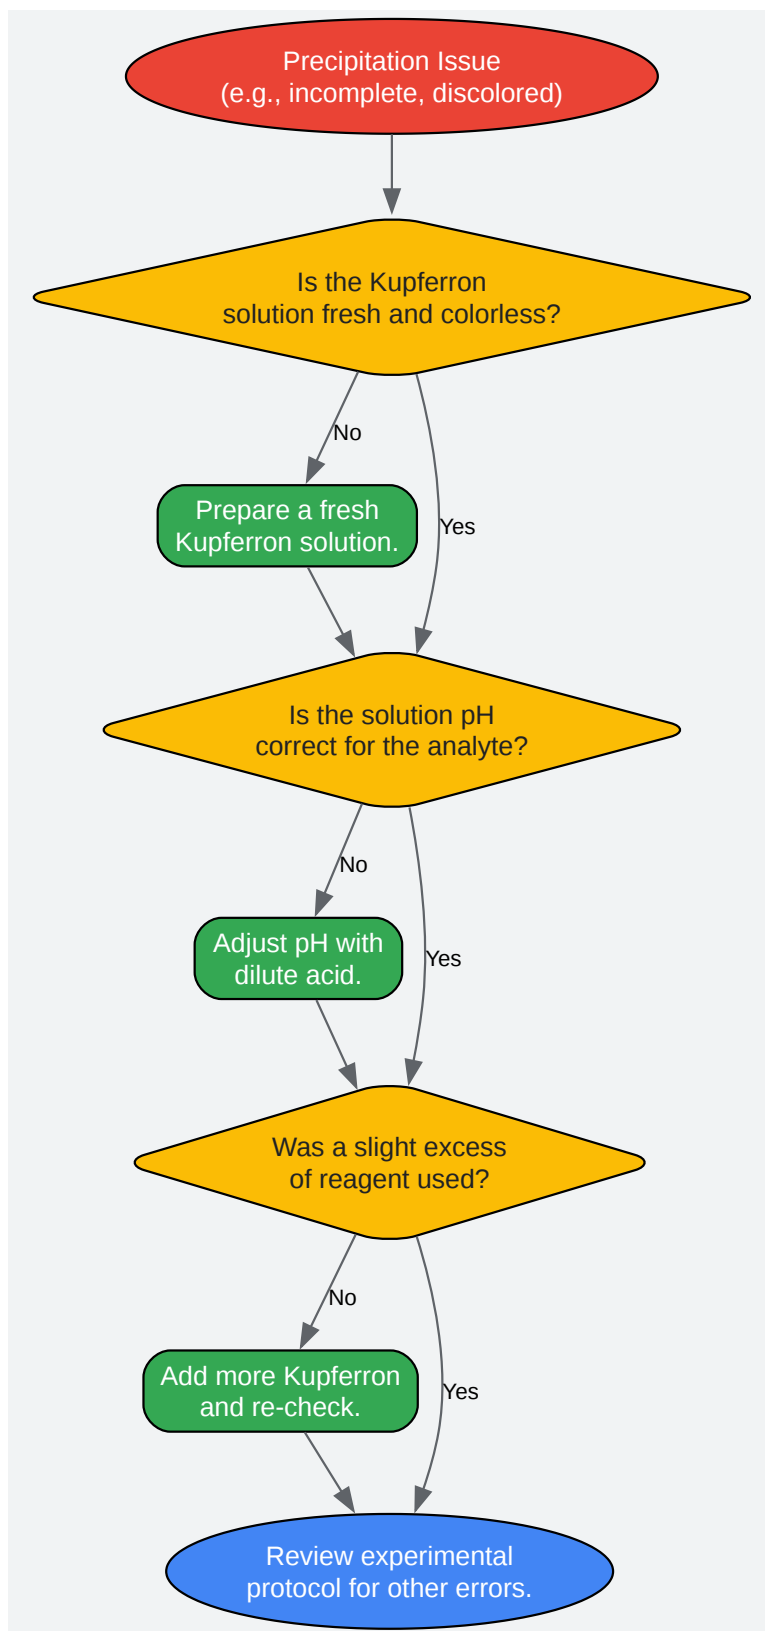 Precipitation Issue
(e.g., incomplete, discolored)
Is the Kupferron
solution fresh and colorless?
No
Prepare a fresh
Kupferron solution.
Yes
Is the solution pH
correct for the analyte?
No
Adjust pH with
dilute acid.
Yes
Was a slight excess
of reagent used?
No
Add more Kupferron
and re-check.
Yes
Review experimental
protocol for other errors.